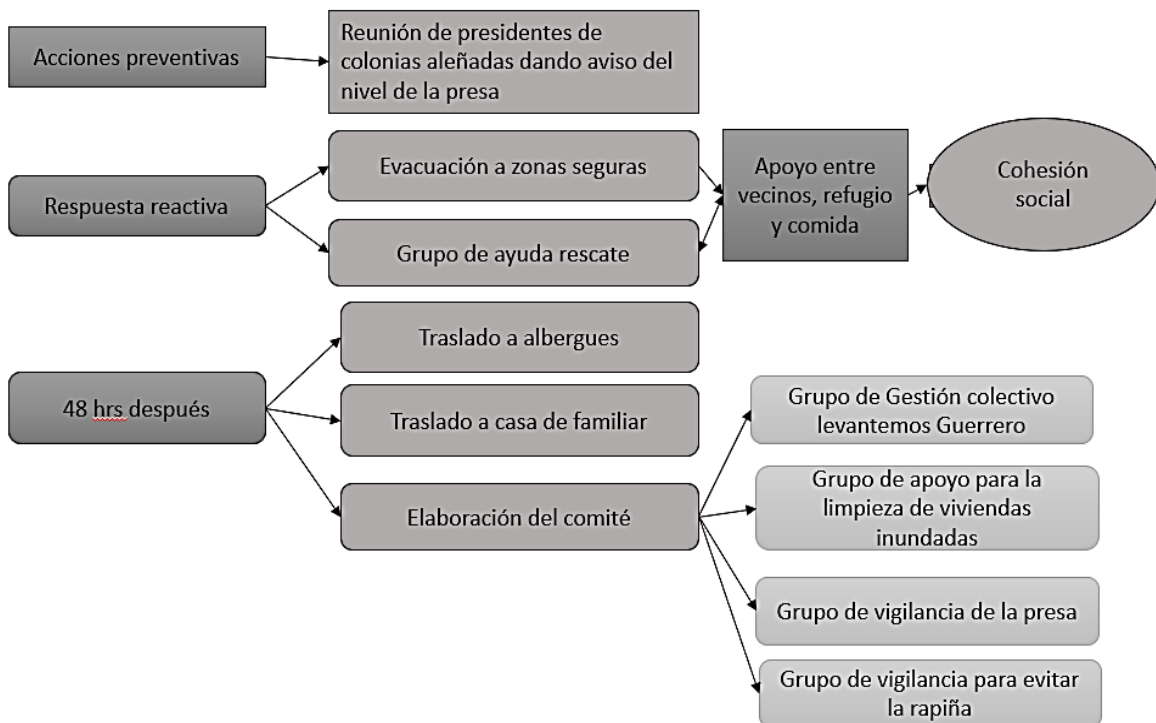 Acciones preventivas
Reunión de presidentes de
colonias aleñadas dando aviso del
nivel de la presa
Respuesta reactiva
Evacuación a zonas seguras
Grupo de ayuda rescate
Apoyo entre
vecinos, refugio
y comida
Cohesión
social
48 hrs después
Traslado a albergues
Traslado a casa de familiar
Elaboración del comité
Grupo de Gestión colectivo
levantemos Guerrero
Grupo de apoyo para la
limpieza de viviendas
inundadas
Grupo de vigilancia de la presa
Grupo de vigilancia para evitar
la rapiña